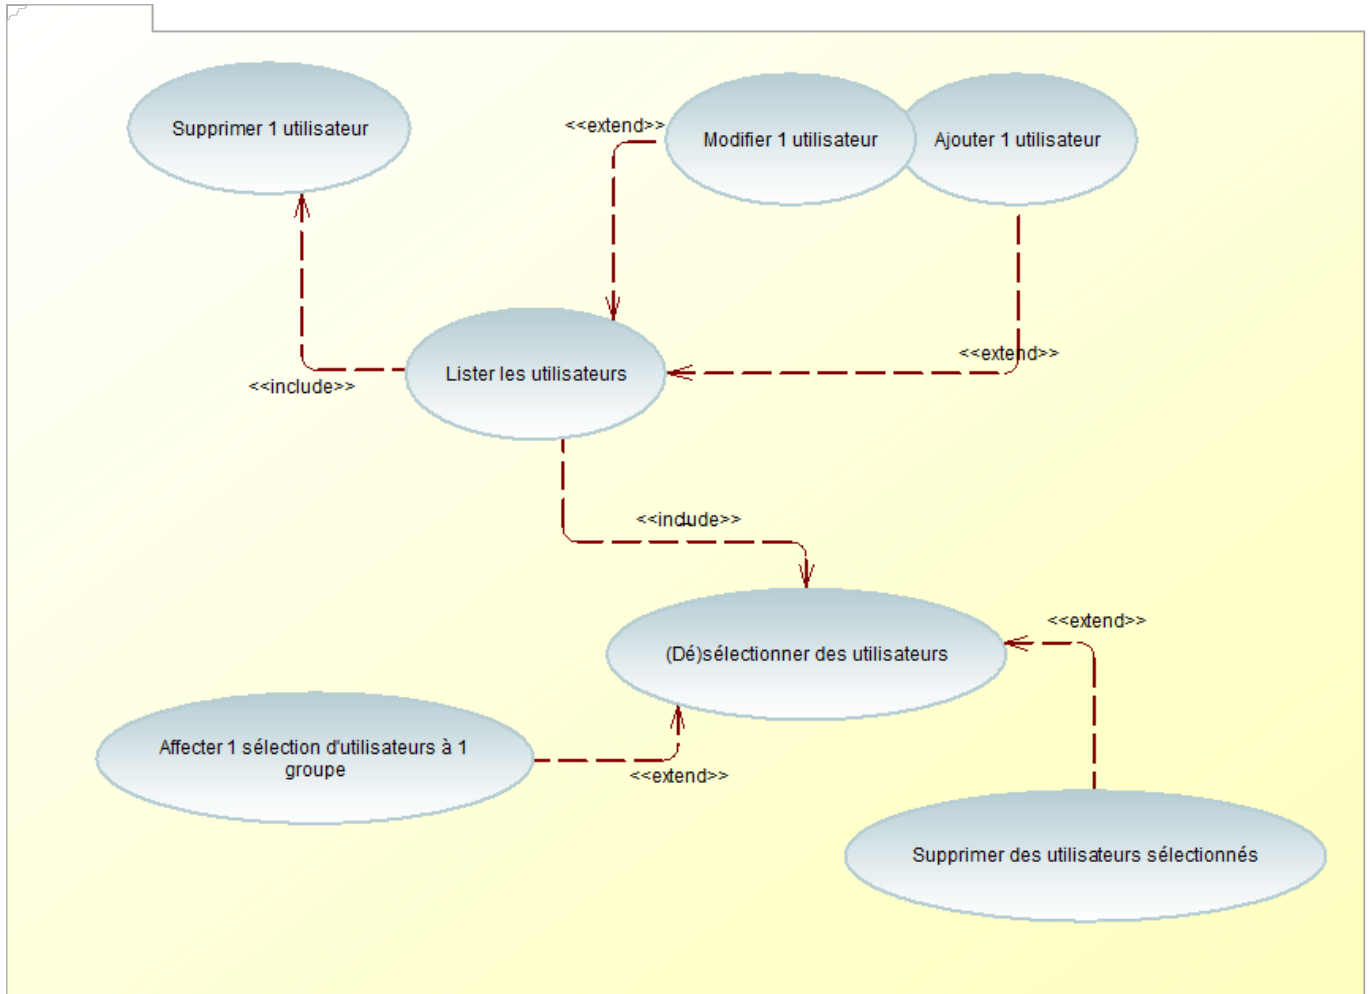 Supprimer 1 utilisateur
<<extend>>
Modifier 1 utilisateur
Ajouter 1 utilisateur
<<extend>>
Lister les utilisateurs
<<include>>
<<include>>
<<extend>>
(Dé)sélectionner des utilisateurs
Affecter 1 sélection d'utilisateurs à 1
groupe
<<extend>>
Supprimer des utilisateurs sélectionnés